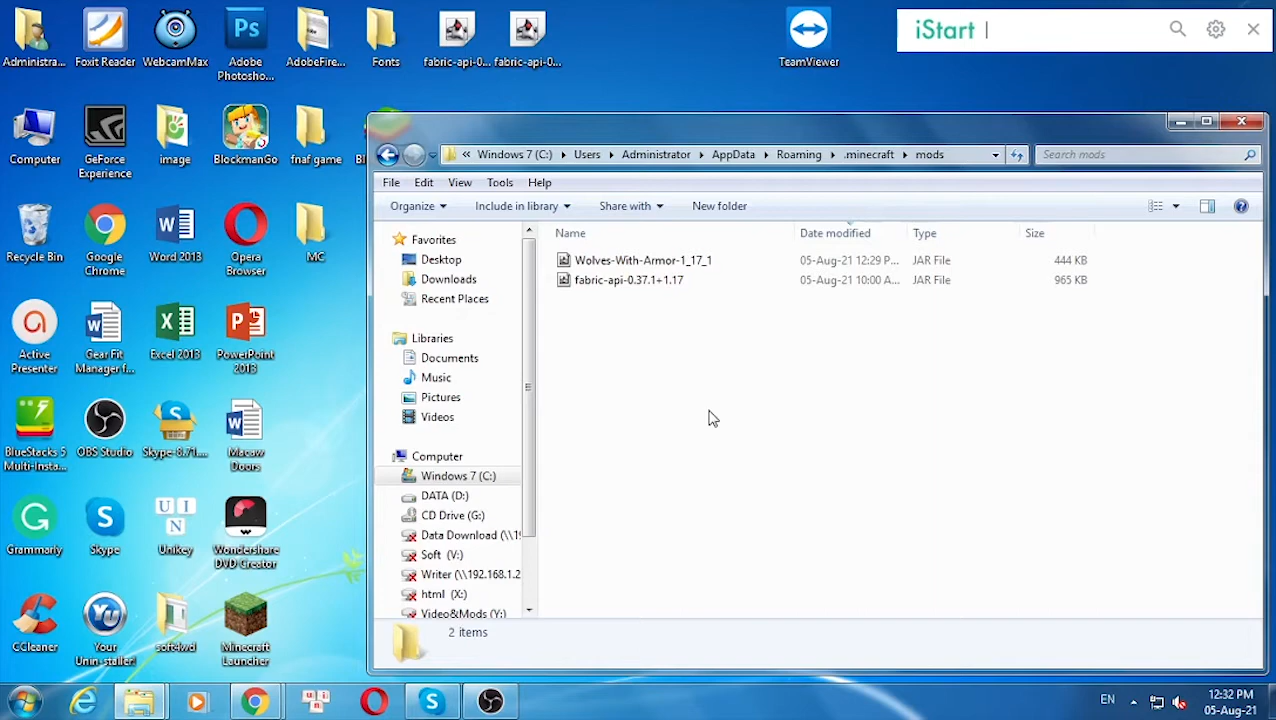 Administra...
Foxit Reader
WebcamMax
Ps
Adobe
Photosho...
AdobeFire...
Fonts
fabric-api-0...
fabric-api-0...
TeamViewer
iStart
Computer
GeForce
Experience
image
BlockmanGo
fnaf game
Recycle Bin
Google
Chrome
Word 2013
Opera
Browser
MC
Active
Presenter
Gear Fit
Manager f...
Excel 2013
PowerPoint
2013
BlueStacks 5
Multi-Insta...
OBS Studio
Skype-8.71....
Macaw
Doors
Grammarly
Skype
U I
N
Unikey
Wondershare
DVD Creator
CCleaner
Yu
Your
Unin-staller!
soft4wd
Minecraft
Launcher
« Windows 7 (C:) Users Administrator AppData Roaming .minecraft mods
Search mods
File Edit View Tools Help
Organize Include in library Share with New folder
Name Date modified Type Size
Wolves-With-Armor-1_17_1 05-Aug-21 12:29 P... JAR File 444 KB
fabric-api-0.37.1+1.17 05-Aug-21 10:00 A... JAR File 965 KB
Favorites
Desktop
Downloads
Recent Places
Libraries
Documents
Music
Pictures
Videos
Computer
Windows 7 (C:)
DATA (D:)
CD Drive (G:)
Data Download (\\19
Soft (V:)
Writer (\\192.168.1.2
html (X:)
Video&Mods (Y:)
2 items
EN
12:32 PM
05-Aug-21